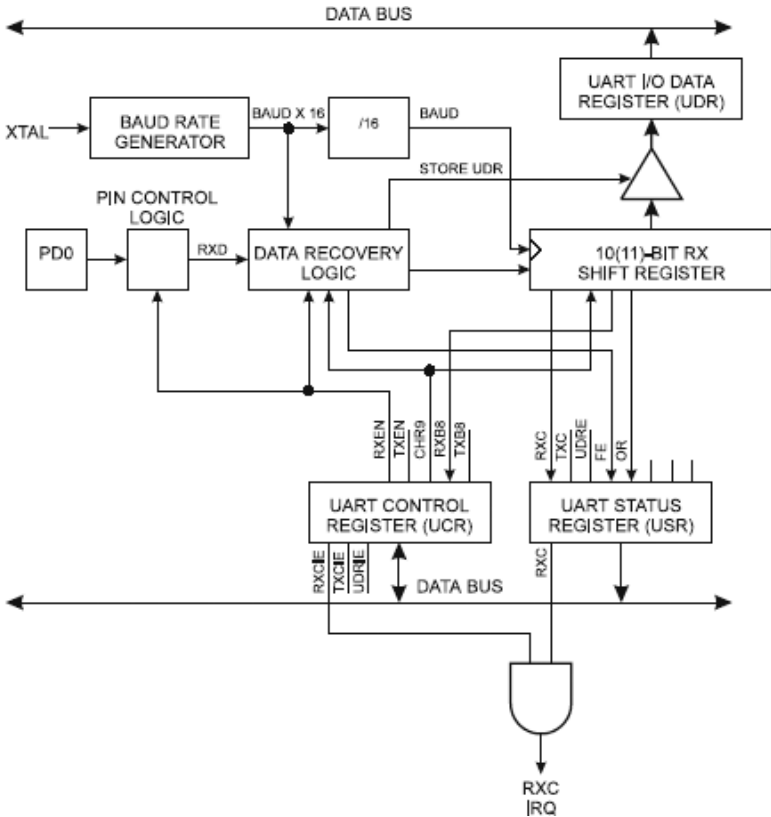 DATA BUS
UART I/O DATA
REGISTER (UDR)
XTAL
BAUD RATE
GENERATOR
BAUD X 16
/16
BAUD
STORE UDR
PIN CONTROL
LOGIC
PD0
RXD
DATA RECOVERY
LOGIC
10(11)-BIT RX
SHIFT REGISTER
RXEN
TXEN
CHR9
RXB8
TXB8
RXC
TXC
UDRE
FE
OR
UART CONTROL
REGISTER (UCR)
UART STATUS
REGISTER (USR)
RXCIE
TXCIE
UDRIE
RXC
DATA BUS
RXC
IRQ